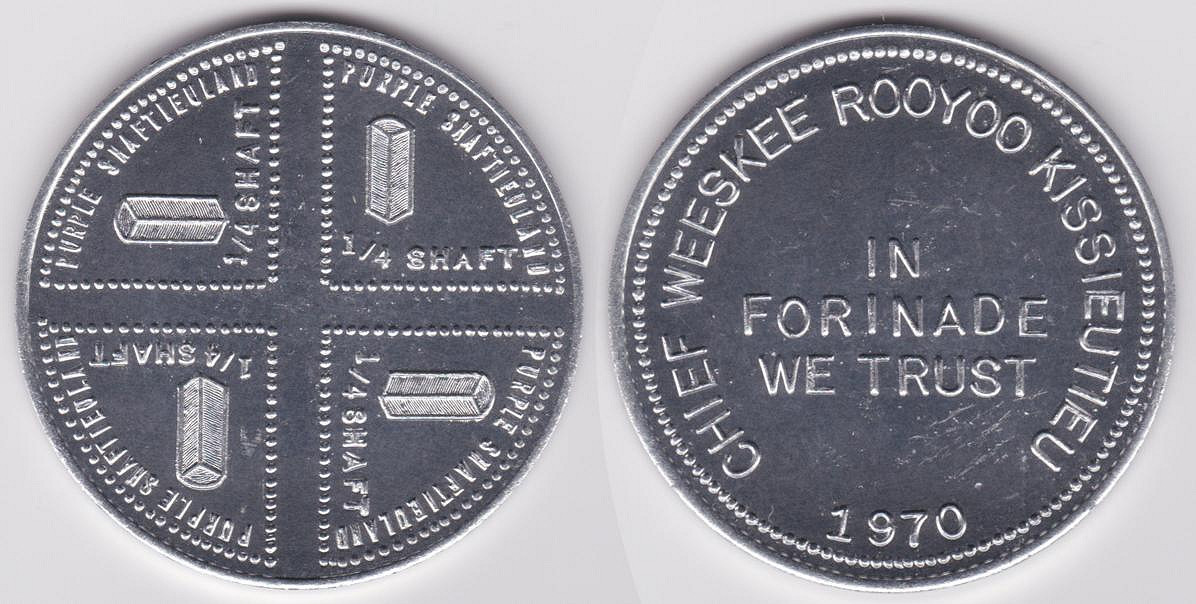 PURPLE SHAFTIEULAND
1/4 SHAFT
PURPLE SHAFTIEULAND
1/4 SHAFT
PURPLE SHAFTIEULAND
1/4 SHAFT
PURPLE SHAFTIEULAND
1/4 SHAFT
CHIEF WEESKEE ROOYOO KISSIEUTIEU
IN
FORINADE
WE TRUST
1970